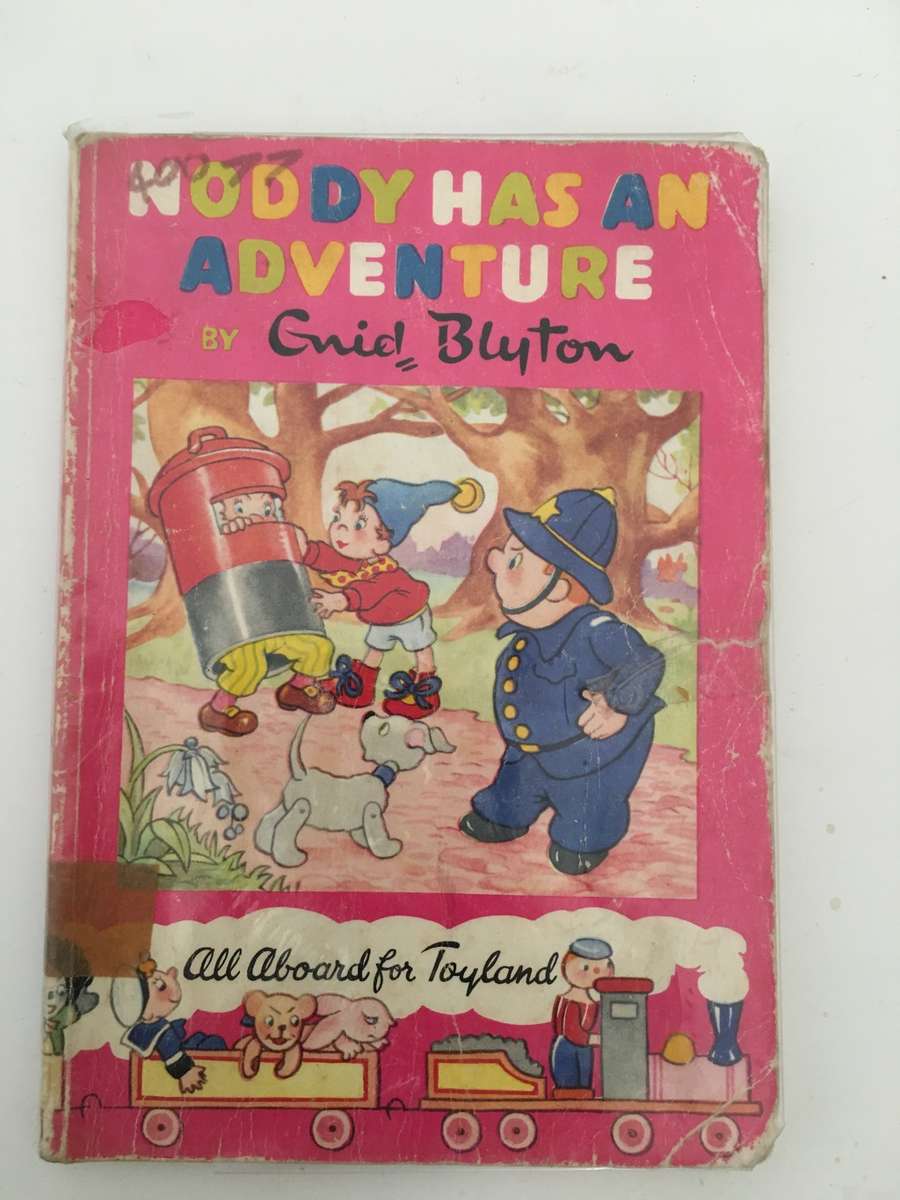 NODDY HAS AN
ADVENTURE
BY Enid Blyton
All Aboard for Toyland